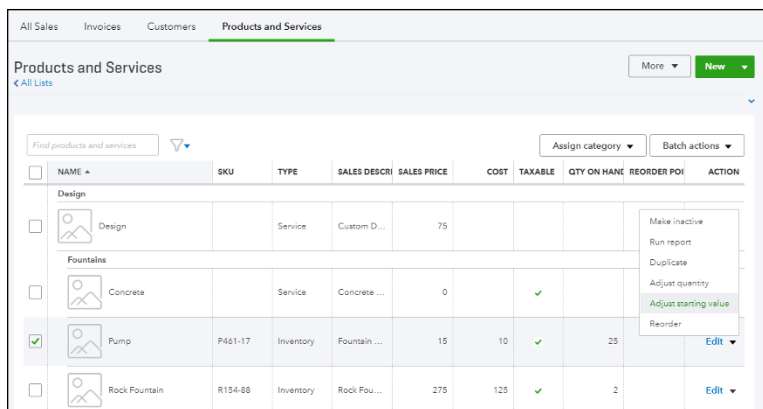 All Sales Invoices Customers Products and Services
Products and Services
More New
All Lists
Find products and services Assign category Batch actions
NAME SKU TYPE SALES DESCRI SALES PRICE COST TAXABLE QTY ON HAND REORDER POI ACTION
Design
Design Service Custom D... 75
Make inactive
Run report
Duplicate
Adjust quantity
Adjust starting value
Reorder
Fountains
Concrete Service Concrete ... 0
Pump P461-17 Inventory Fountain ... 15 10 25 Edit
Rock Fountain R154-88 Inventory Rock Fou... 275 125 2 Edit